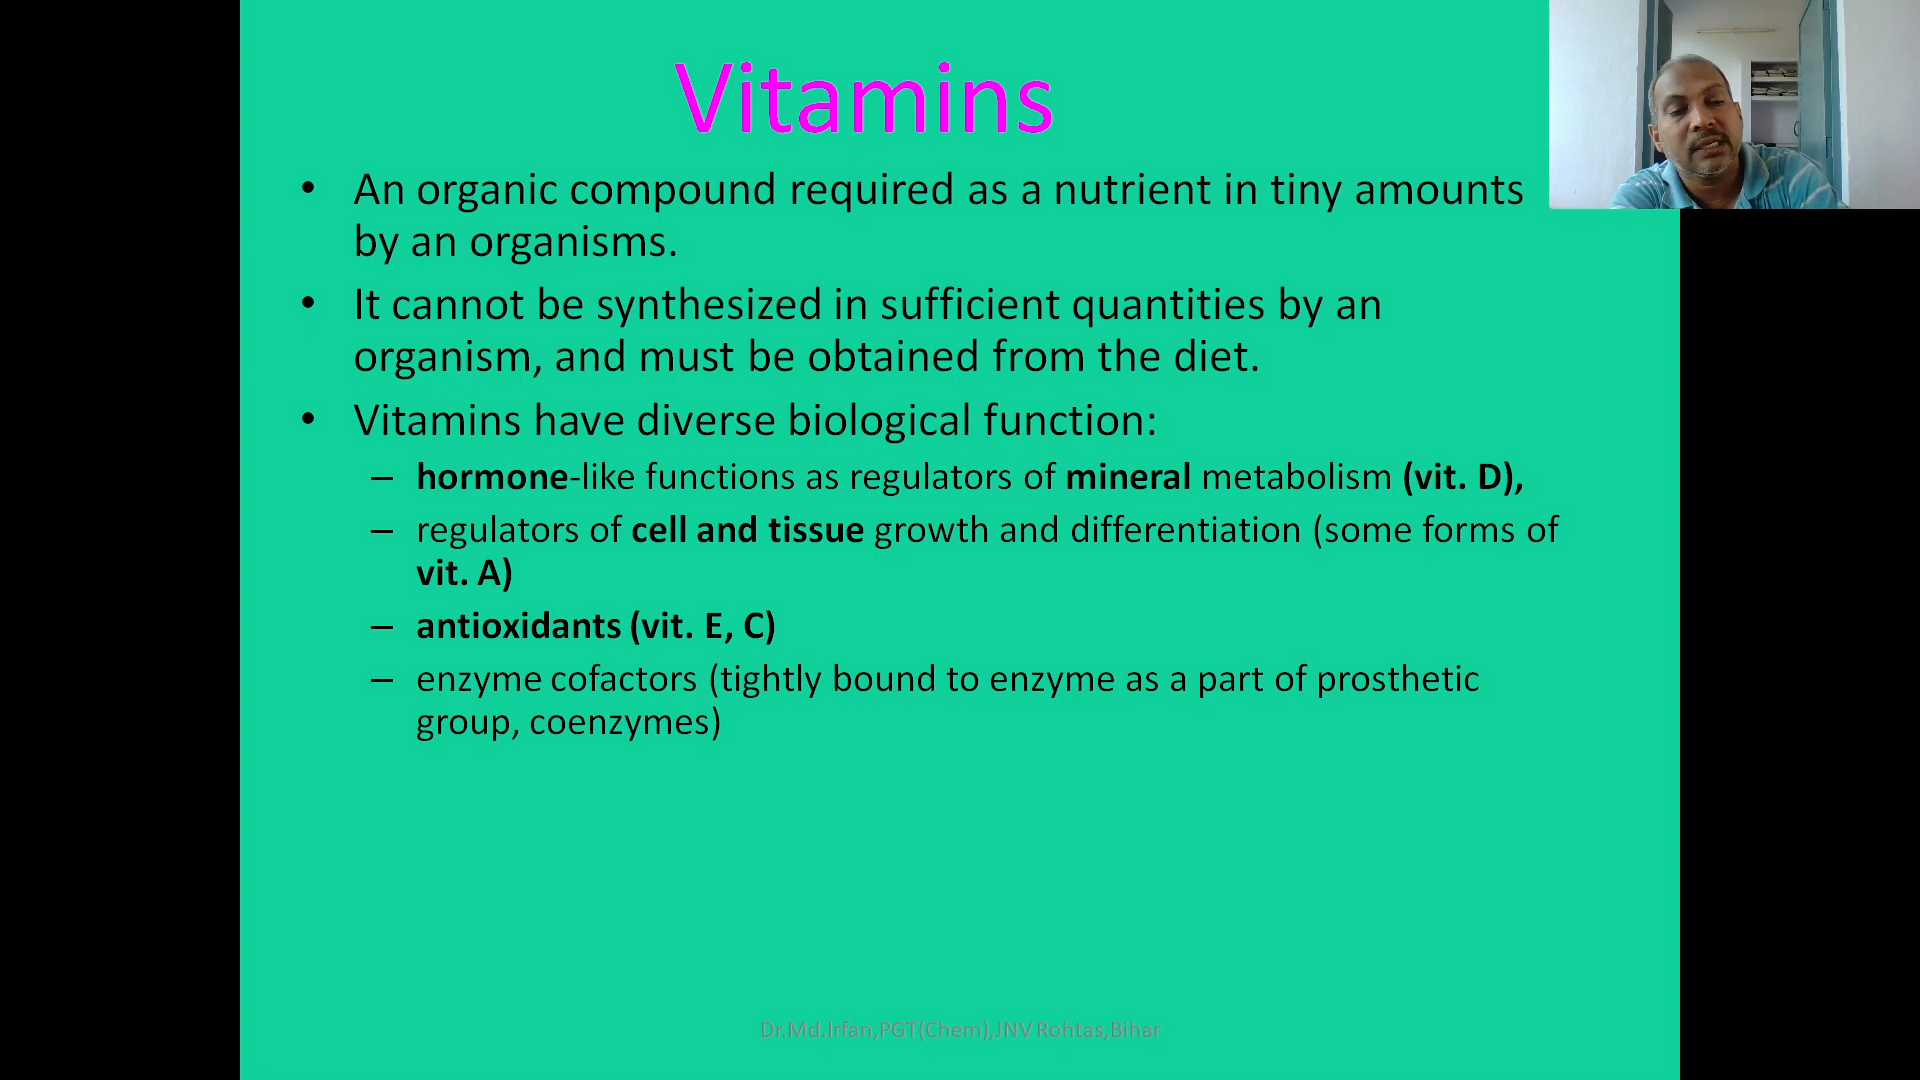 Vitamins
• An organic compound required as a nutrient in tiny amounts
by an organisms.
• It cannot be synthesized in sufficient quantities by an
organism, and must be obtained from the diet.
• Vitamins have diverse biological function:
– hormone-like functions as regulators of mineral metabolism (vit. D),
– regulators of cell and tissue growth and differentiation (some forms of
vit. A)
– antioxidants (vit. E, C)
– enzyme cofactors (tightly bound to enzyme as a part of prosthetic
group, coenzymes)
Dr.Md.Irfan,PGT(Chem),JNV Rohtas,Bihar